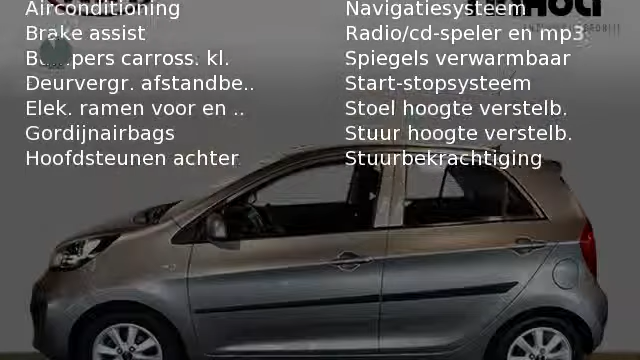 Airconditioning
Brake assist
pers carross. kl.
Deurvergr. afstandbe..
Elek. ramen voor en ..
Gordijnairbags
Hoofdsteunen achter
Navigatiesysteem
Radio/cd-speler en mp3
Spiegels verwarmbaar
Start-stopsysteem
Stoel hoogte verstelb.
Stuur hoogte verstelb.
Stuurbekrachtiging